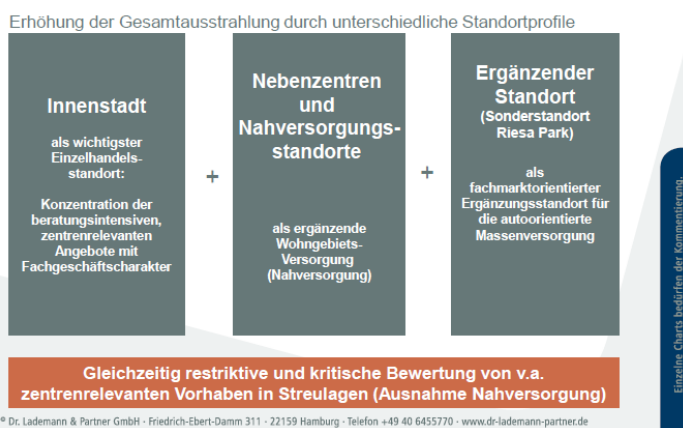 Erhöhung der Gesamtausstrahlung durch unterschiedliche Standortprofile
Innenstadt
als wichtigster
Einzelhandels-
standort:
Konzentration der
beratungsintensiven,
zentrenrelevanten
Angebote mit
Fachgeschäftscharakter
+
Nebenzentren
und
Nahversorgungs-
standorte
als ergänzende
Wohngebiets-
Versorgung
(Nahversorgung)
+
Ergänzender
Standort
(Sonderstandort
Riesa Park)
als
fachmarktorientierter
Ergänzungsstandort für
die autoorientierte
Massenversorgung
Gleichzeitig restriktive und kritische Bewertung von v.a.
zentrenrelevanten Vorhaben in Streulagen (Ausnahme Nahversorgung)
© Dr. Lademann & Partner GmbH · Friedrich-Ebert-Damm 311 · 22159 Hamburg · Telefon +49 40 6455770 · www.dr-lademann-partner.de
Einzelne Charts bedürfen der Kommentierung.